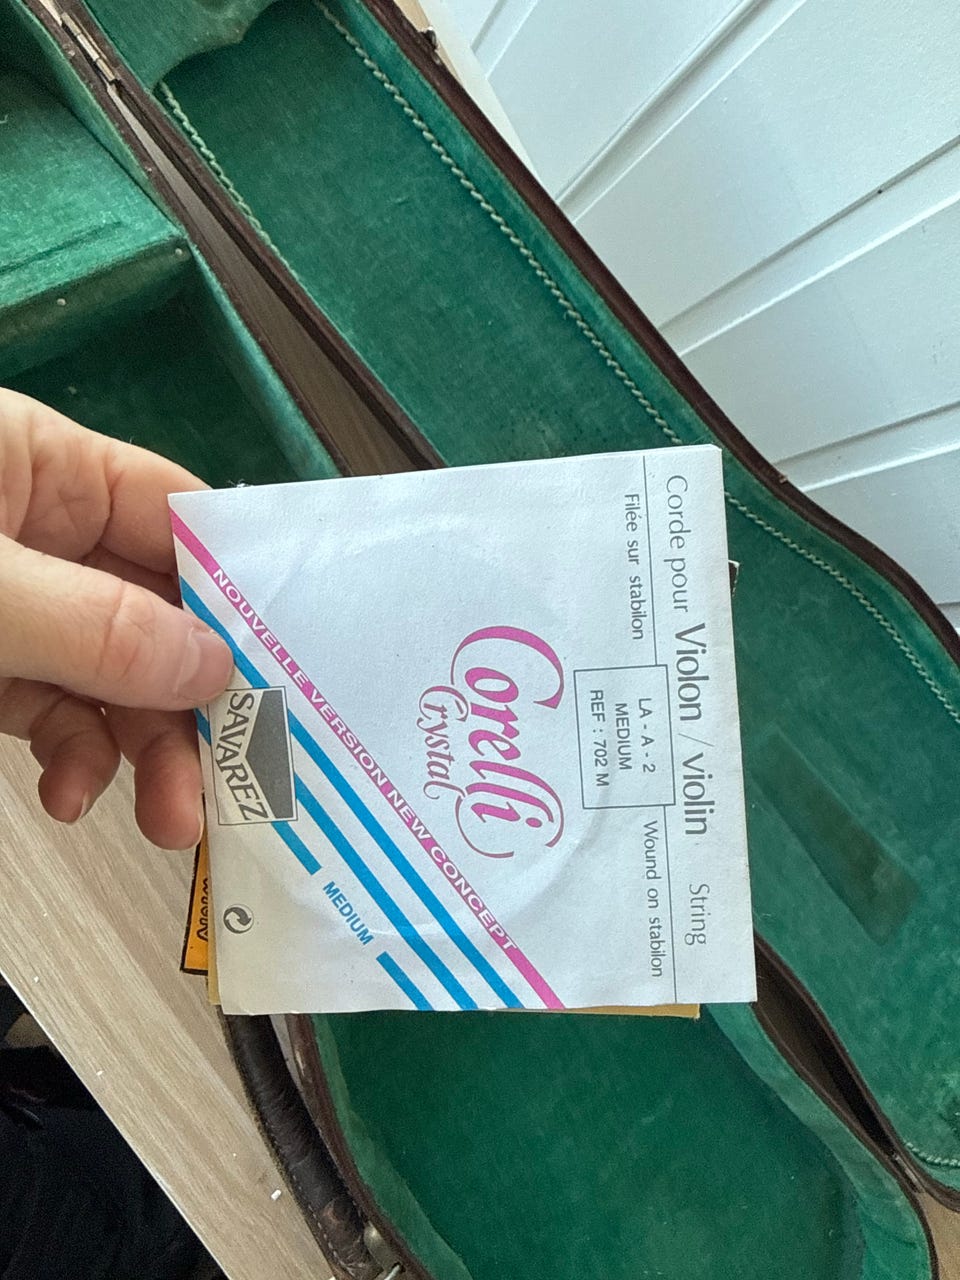 Corde pour Violon / violin String
Filée sur stabilon
LA - A - 2
MEDIUM
REF : 702 M
Wound on stabilon
Corelli
Crystal
NOUVELLE VERSION NEW CONCEPT
SAVAREZ
MEDIUM